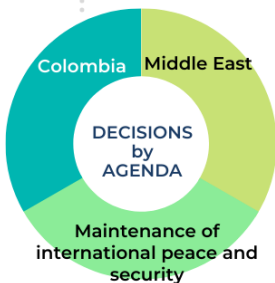 Colombia
Middle East
DECISIONS
by
AGENDA
Maintenance of
international peace and
security